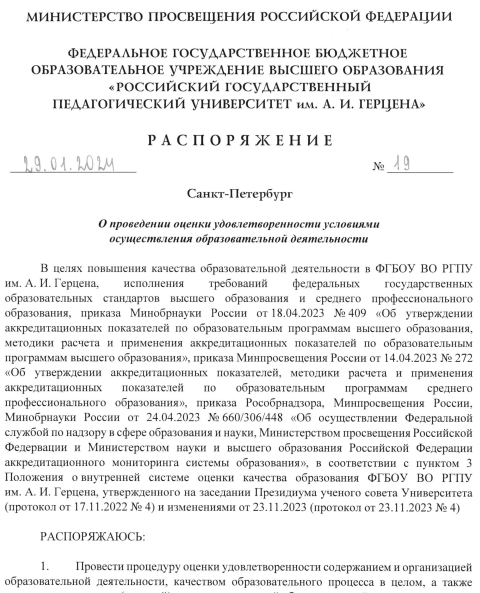 МИНИСТЕРСТВО ПРОСВЕЩЕНИЯ РОССИЙСКОЙ ФЕДЕРАЦИИ
ФЕДЕРАЛЬНОЕ ГОСУДАРСТВЕННОЕ БЮДЖЕТНОЕ
ОБРАЗОВАТЕЛЬНОЕ УЧРЕЖДЕНИЕ ВЫСШЕГО ОБРАЗОВАНИЯ
«РОССИЙСКИЙ ГОСУДАРСТВЕННЫЙ
ПЕДАГОГИЧЕСКИЙ УНИВЕРСИТЕТ им. А. И. ГЕРЦЕНА»
РАСПОРЯЖЕНИЕ
29.01.2024 № 19
Санкт-Петербург
О проведении оценки удовлетворенности условиями
осуществления образовательной деятельности
В целях повышения качества образовательной деятельности в ФГБОУ ВО РГПУ
им. А. И. Герцена, исполнения требований федеральных государственных
образовательных стандартов высшего образования и среднего профессионального
образования, приказа Минобрнауки России от 18.04.2023 № 409 «Об утверждении
аккредитационных показателей по образовательным программам высшего образования,
методики расчета и применения аккредитационных показателей по образовательным
программам высшего образования», приказа Минпросвещения России от 14.04.2023 № 272
«Об утверждении аккредитационных показателей, методики расчета и применения
аккредитационных показателей по образовательным программам среднего
профессионального образования», приказа Рособрнадзора, Минпросвещения России,
Минобрнауки России от 24.04.2023 № 660/306/448 «Об осуществлении Федеральной
службой по надзору в сфере образования и науки, Министерством просвещения Российской
Федерации и Министерством науки и высшего образования Российской Федерации
аккредитационного мониторинга системы образования», в соответствии с пунктом 3
Положения о внутренней системе оценки качества образования ФГБОУ ВО РГПУ
им. А. И. Герцена, утвержденного на заседании Президиума ученого совета Университета
(протокол от 17.11.2022 № 4) и изменениями от 23.11.2023 (протокол от 23.11.2023 № 4)
РАСПОРЯЖАЮСЬ:
1. Провести процедуру оценки удовлетворенности содержанием и организацией
образовательной деятельности, качеством образовательного процесса в целом, а также